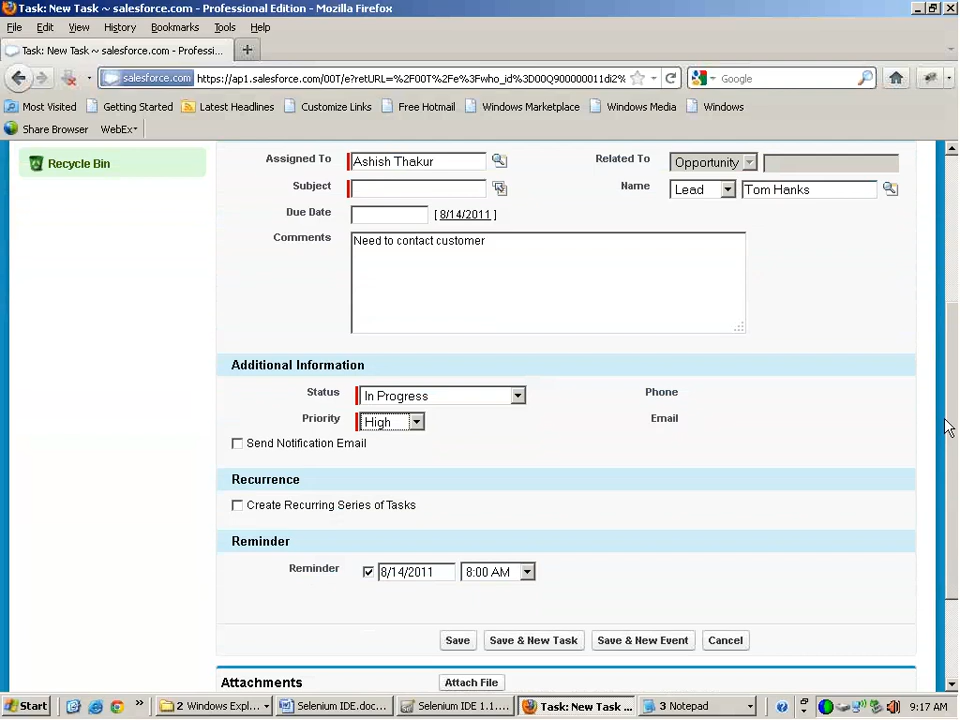 Task: New Task ~ salesforce.com - Professional Edition - Mozilla Firefox
File Edit View History Bookmarks Tools Help
Task: New Task ~ salesforce.com - Professi...
salesforce.com https://ap1.salesforce.com/00T/e?retURL=%2F00T%2Fe%3Fwho_id%3D00Q900000011di2% Google
Most Visited Getting Started Latest Headlines Customize Links Free Hotmail Windows Marketplace Windows Media Windows
Share Browser WebEx
Recycle Bin
Assigned To Ashish Thakur Related To Opportunity
Subject Name Lead Tom Hanks
Due Date [ 8/14/2011 ]
Comments Need to contact customer
Additional Information
Status In Progress Phone
Priority High Email
Send Notification Email
Recurrence
Create Recurring Series of Tasks
Reminder
Reminder 8/14/2011 8:00 AM
Save Save & New Task Save & New Event Cancel
Attachments Attach File
Start 2 Windows Expl... Selenium IDE.doc... Selenium IDE 1.1.... Task: New Task ... 3 Notepad 9:17 AM